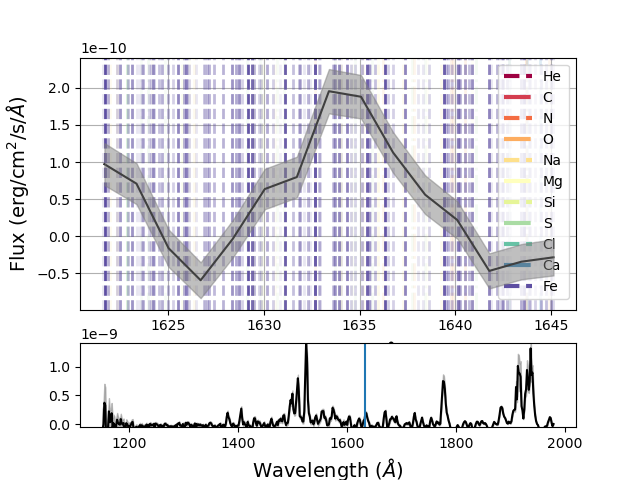 1e−10
Flux (erg/cm²/s/Å)
2.0
1.5
1.0
0.5
0.0
−0.5
He
C
N
O
Na
Mg
Si
S
Cl
Ca
Fe
1625 1630 1635 1640 1645
1e−9
1.0
0.5
0.0
1200 1400 1600 1800 2000
Wavelength (Å)